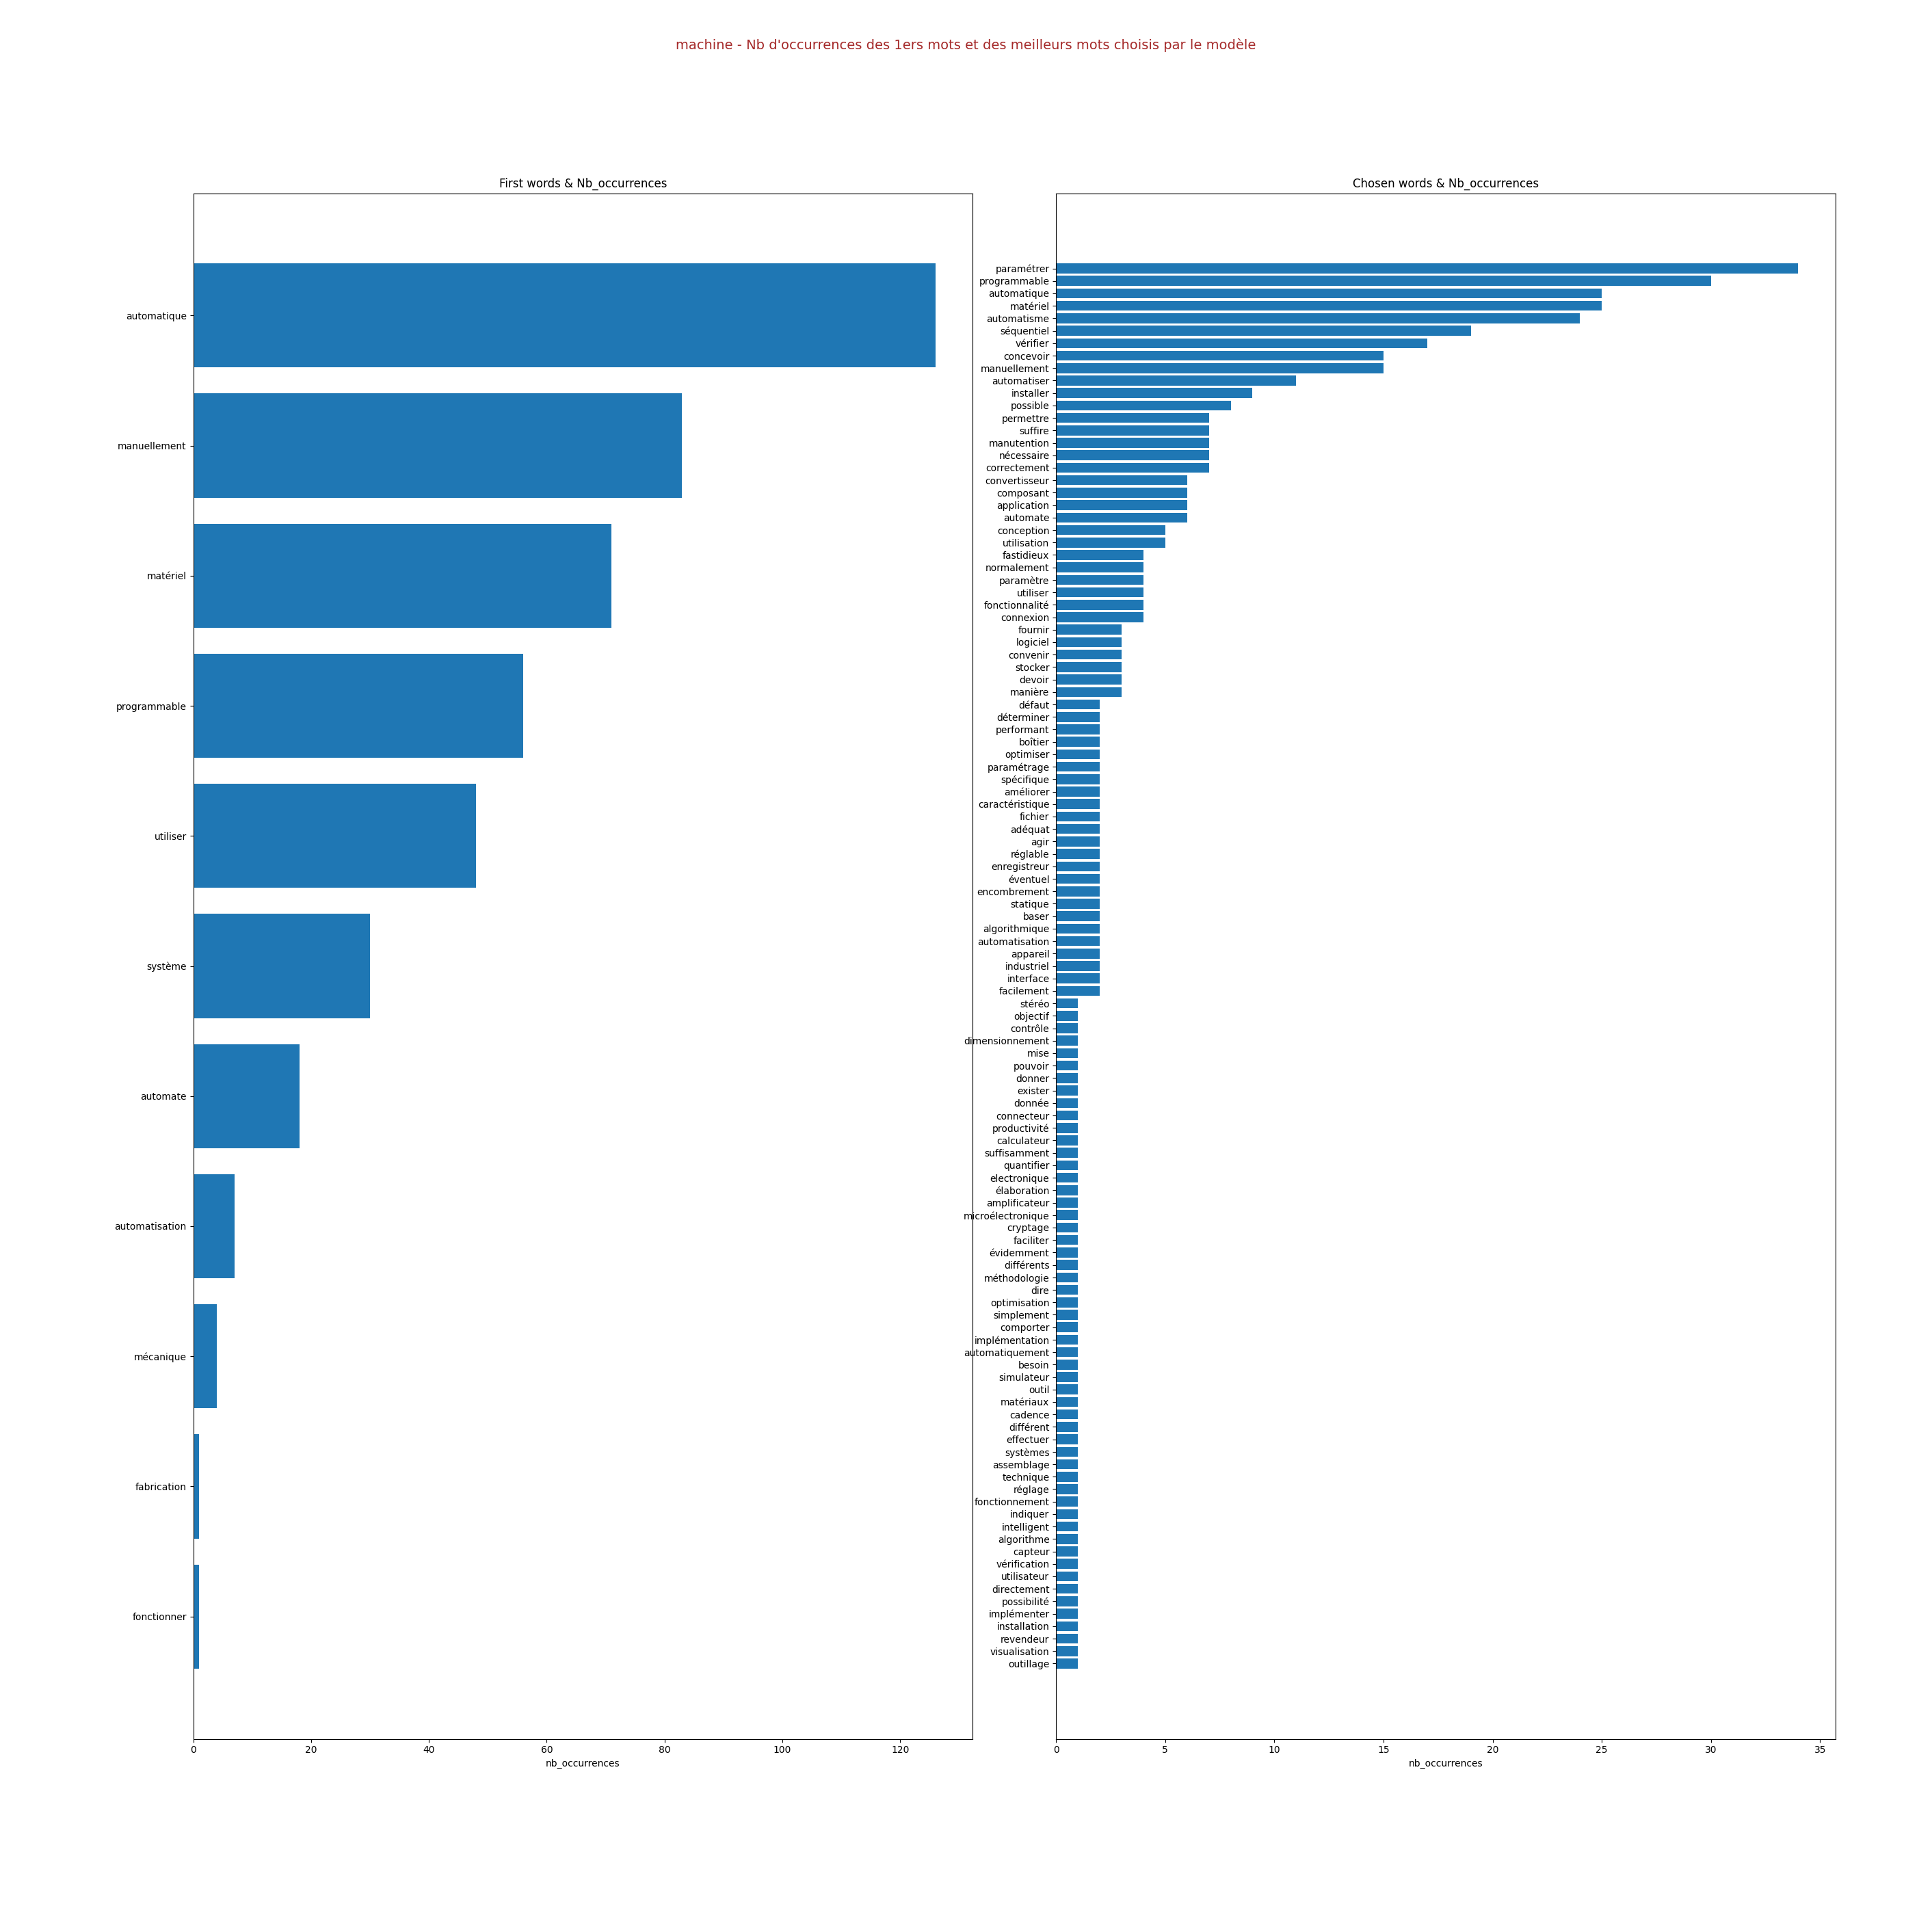 machine - Nb d'occurrences des 1ers mots et des meilleurs mots choisis par le modèle
First words & Nb_occurrences
automatique
manuellement
matériel
programmable
utiliser
système
automate
automatisation
mécanique
fabrication
fonctionner
0 20 40 60 80 100 120
nb_occurrences
Chosen words & Nb_occurrences
paramétrer
programmable
automatique
matériel
automatisme
séquentiel
vérifier
concevoir
manuellement
automatiser
installer
possible
permettre
suffire
manutention
nécessaire
correctement
convertisseur
composant
application
automate
conception
utilisation
fastidieux
normalement
paramètre
utiliser
fonctionnalité
connexion
fournir
logiciel
convenir
stocker
devoir
manière
défaut
déterminer
performant
boîtier
optimiser
paramétrage
spécifique
améliorer
caractéristique
fichier
adéquat
agir
réglable
enregistreur
éventuel
encombrement
statique
baser
algorithmique
automatisation
appareil
industriel
interface
facilement
stéréo
objectif
contrôle
dimensionnement
mise
pouvoir
donner
exister
donnée
connecteur
productivité
calculateur
suffisamment
quantifier
electronique
élaboration
amplificateur
microélectronique
cryptage
faciliter
évidemment
différents
méthodologie
dire
optimisation
simplement
comporter
implémentation
automatiquement
besoin
simulateur
outil
matériaux
cadence
différent
effectuer
systèmes
assemblage
technique
réglage
fonctionnement
indiquer
intelligent
algorithme
capteur
vérification
utilisateur
directement
possibilité
implémenter
installation
revendeur
visualisation
outillage
0 5 10 15 20 25 30 35
nb_occurrences